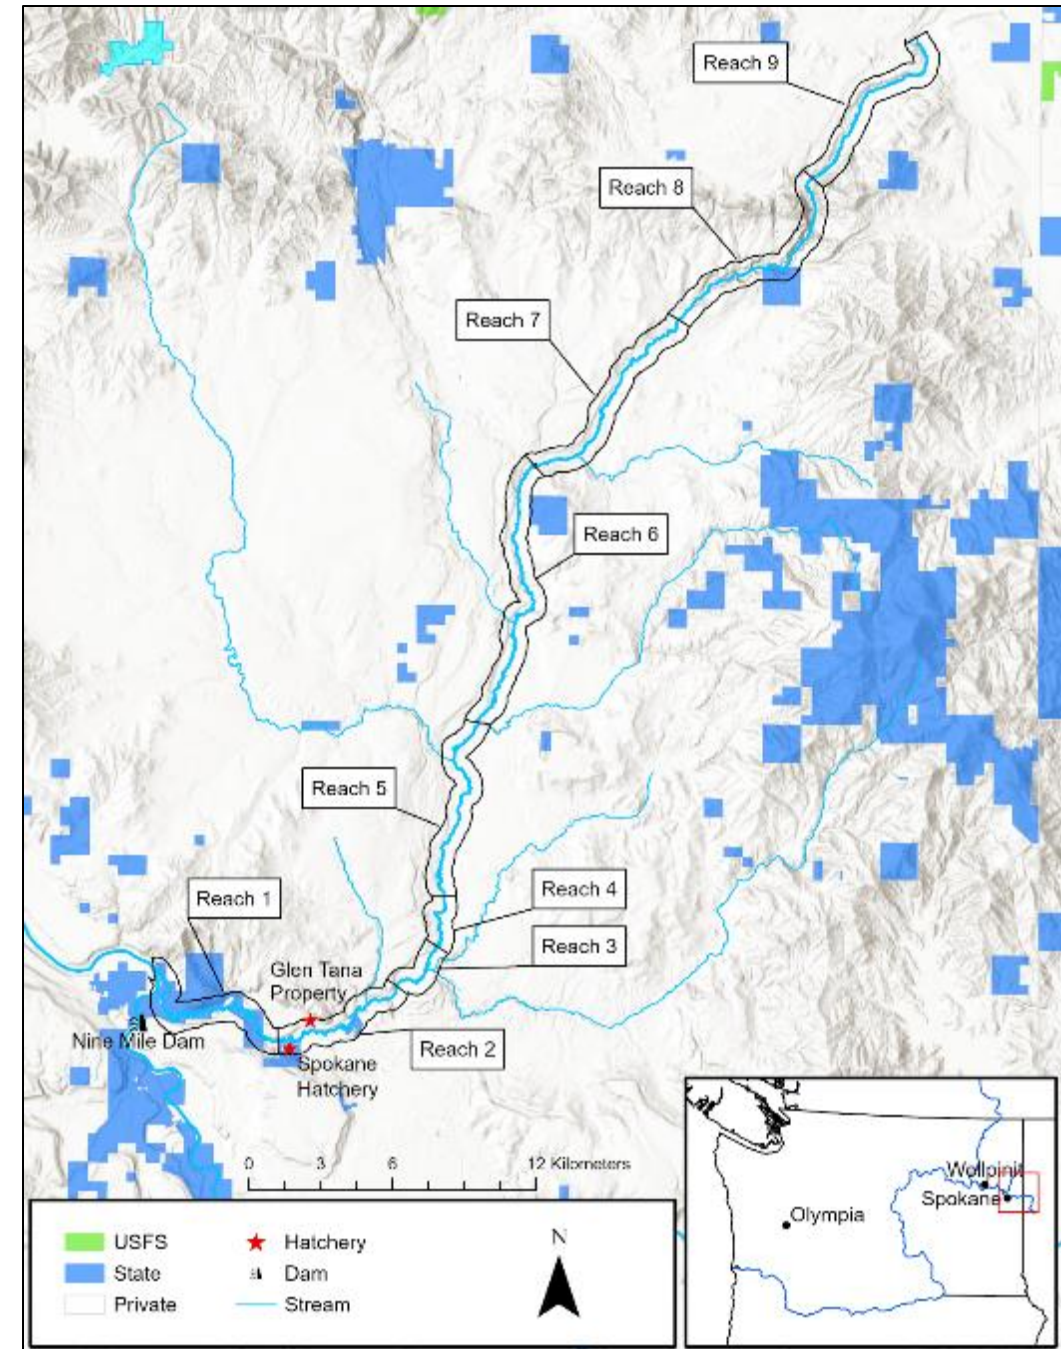 Reach 9
Reach 8
Reach 7
Reach 6
Reach 5
Reach 4
Reach 3
Reach 1
Glen Tana
Property
Nine Mile Dam
Reach 2
Spokane
Hatchery
0 3 6 12 Kilometers
USFS
State
Private
Hatchery
Dam
Stream
N
Wollpinit
Spokane
Olympia